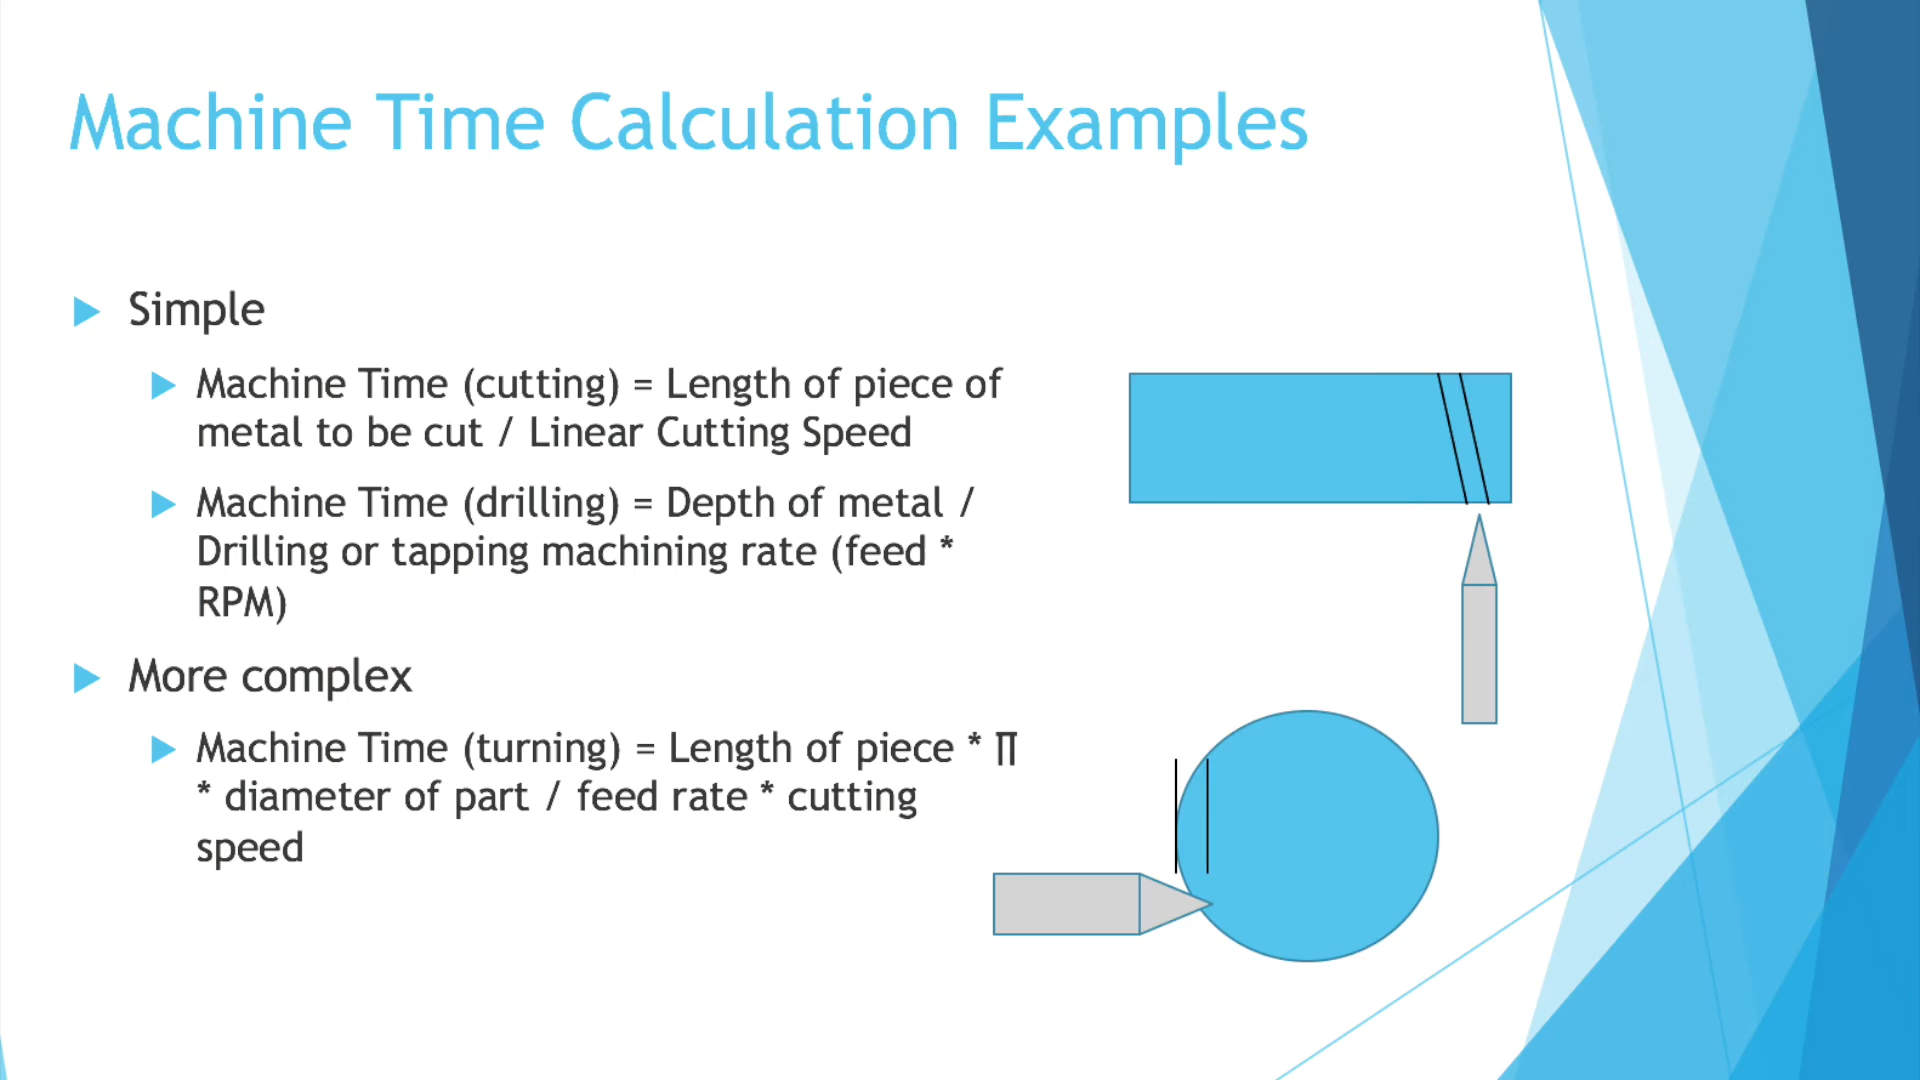 Machine Time Calculation Examples
Simple
Machine Time (cutting) = Length of piece of
metal to be cut / Linear Cutting Speed
Machine Time (drilling) = Depth of metal /
Drilling or tapping machining rate (feed *
RPM)
More complex
Machine Time (turning) = Length of piece * ∏
* diameter of part / feed rate * cutting
speed